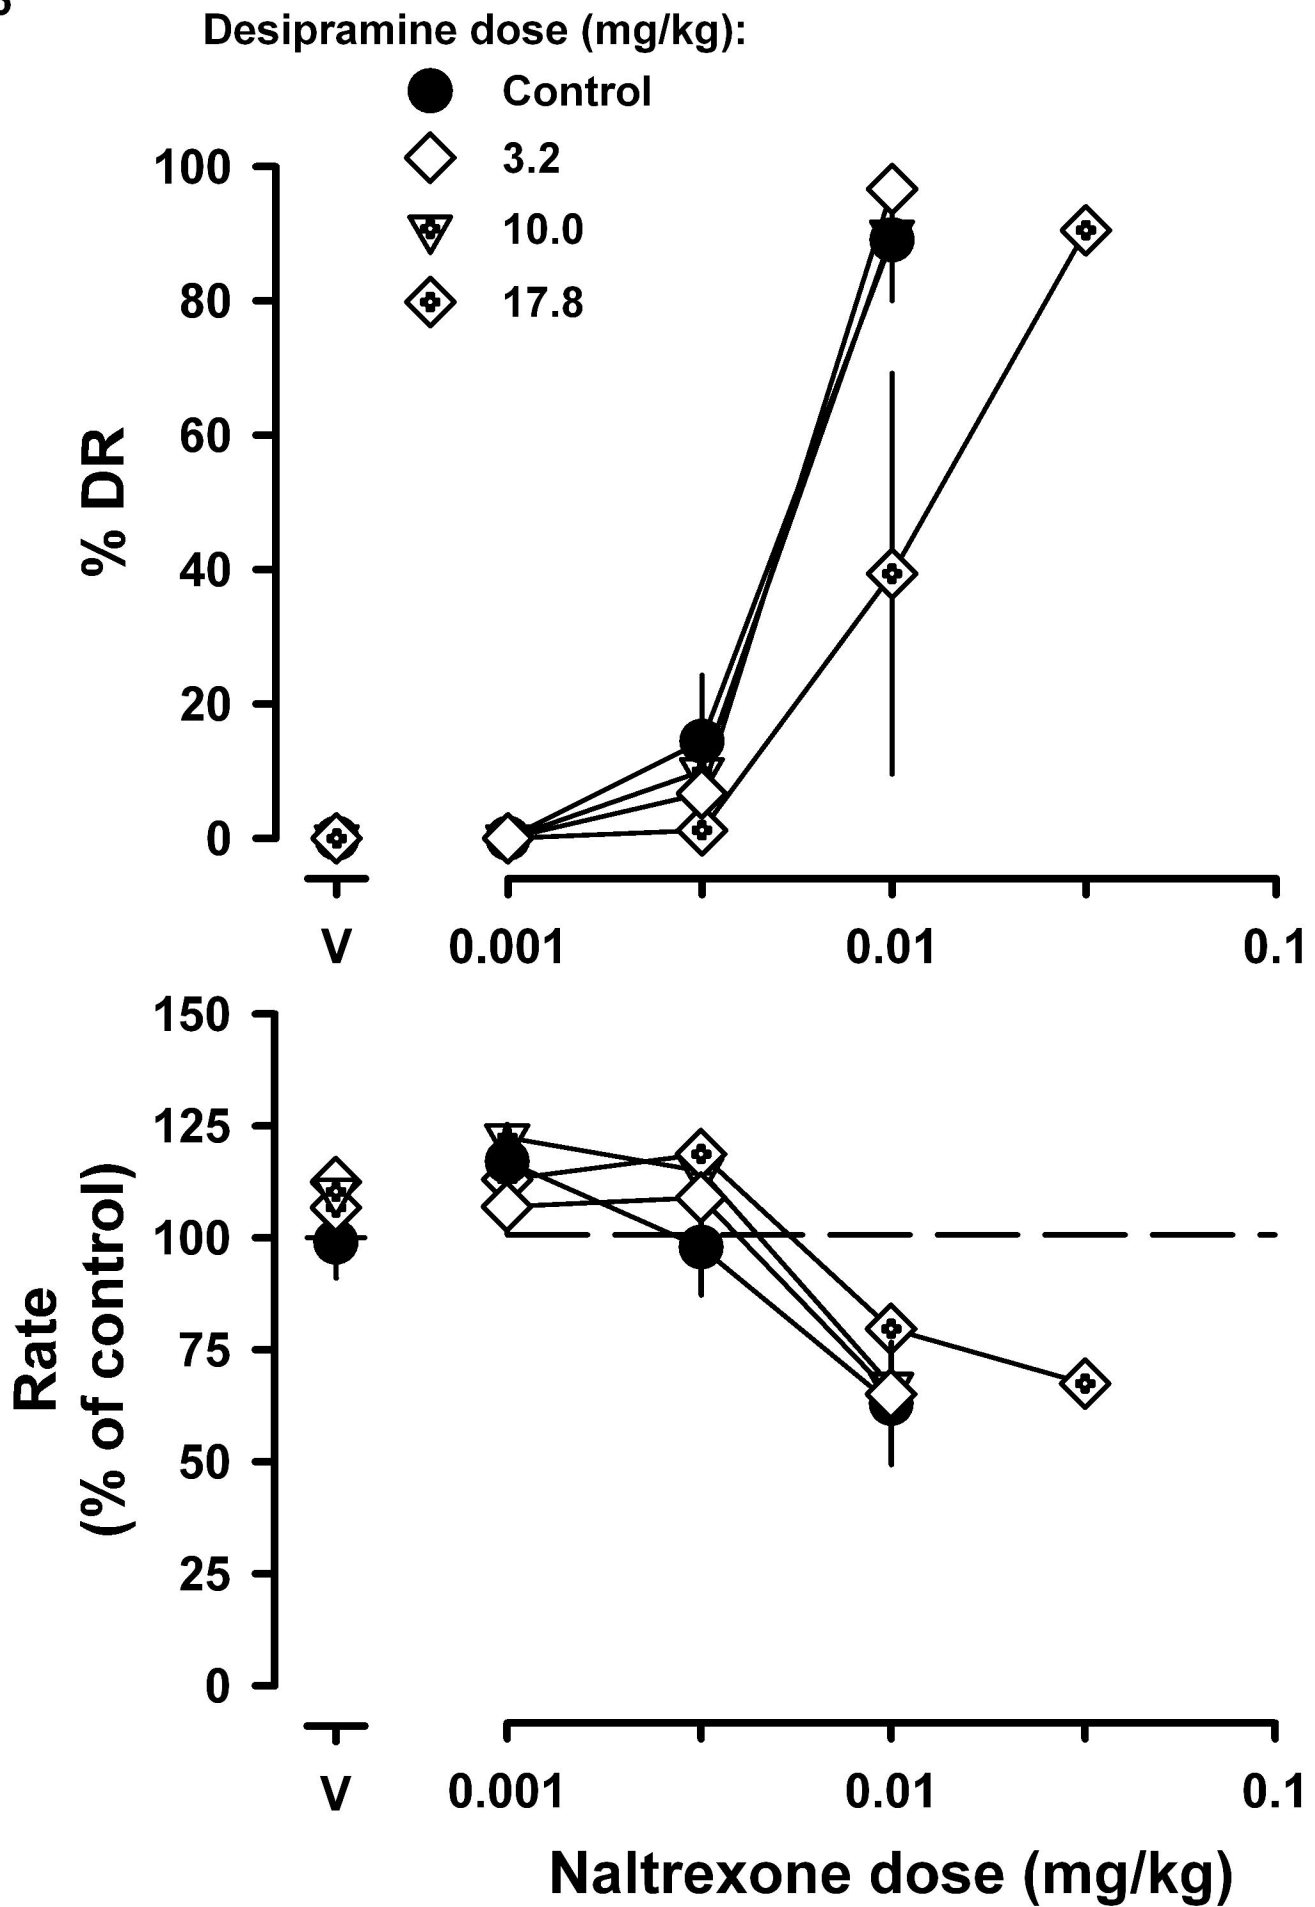 Desipramine dose (mg/kg):
Control
3.2
10.0
17.8
100
80
60
40
20
0
% DR
V 0.001 0.01 0.1
150
125
100
75
50
25
0
Rate
(% of control)
V 0.001 0.01 0.1
Naltrexone dose (mg/kg)